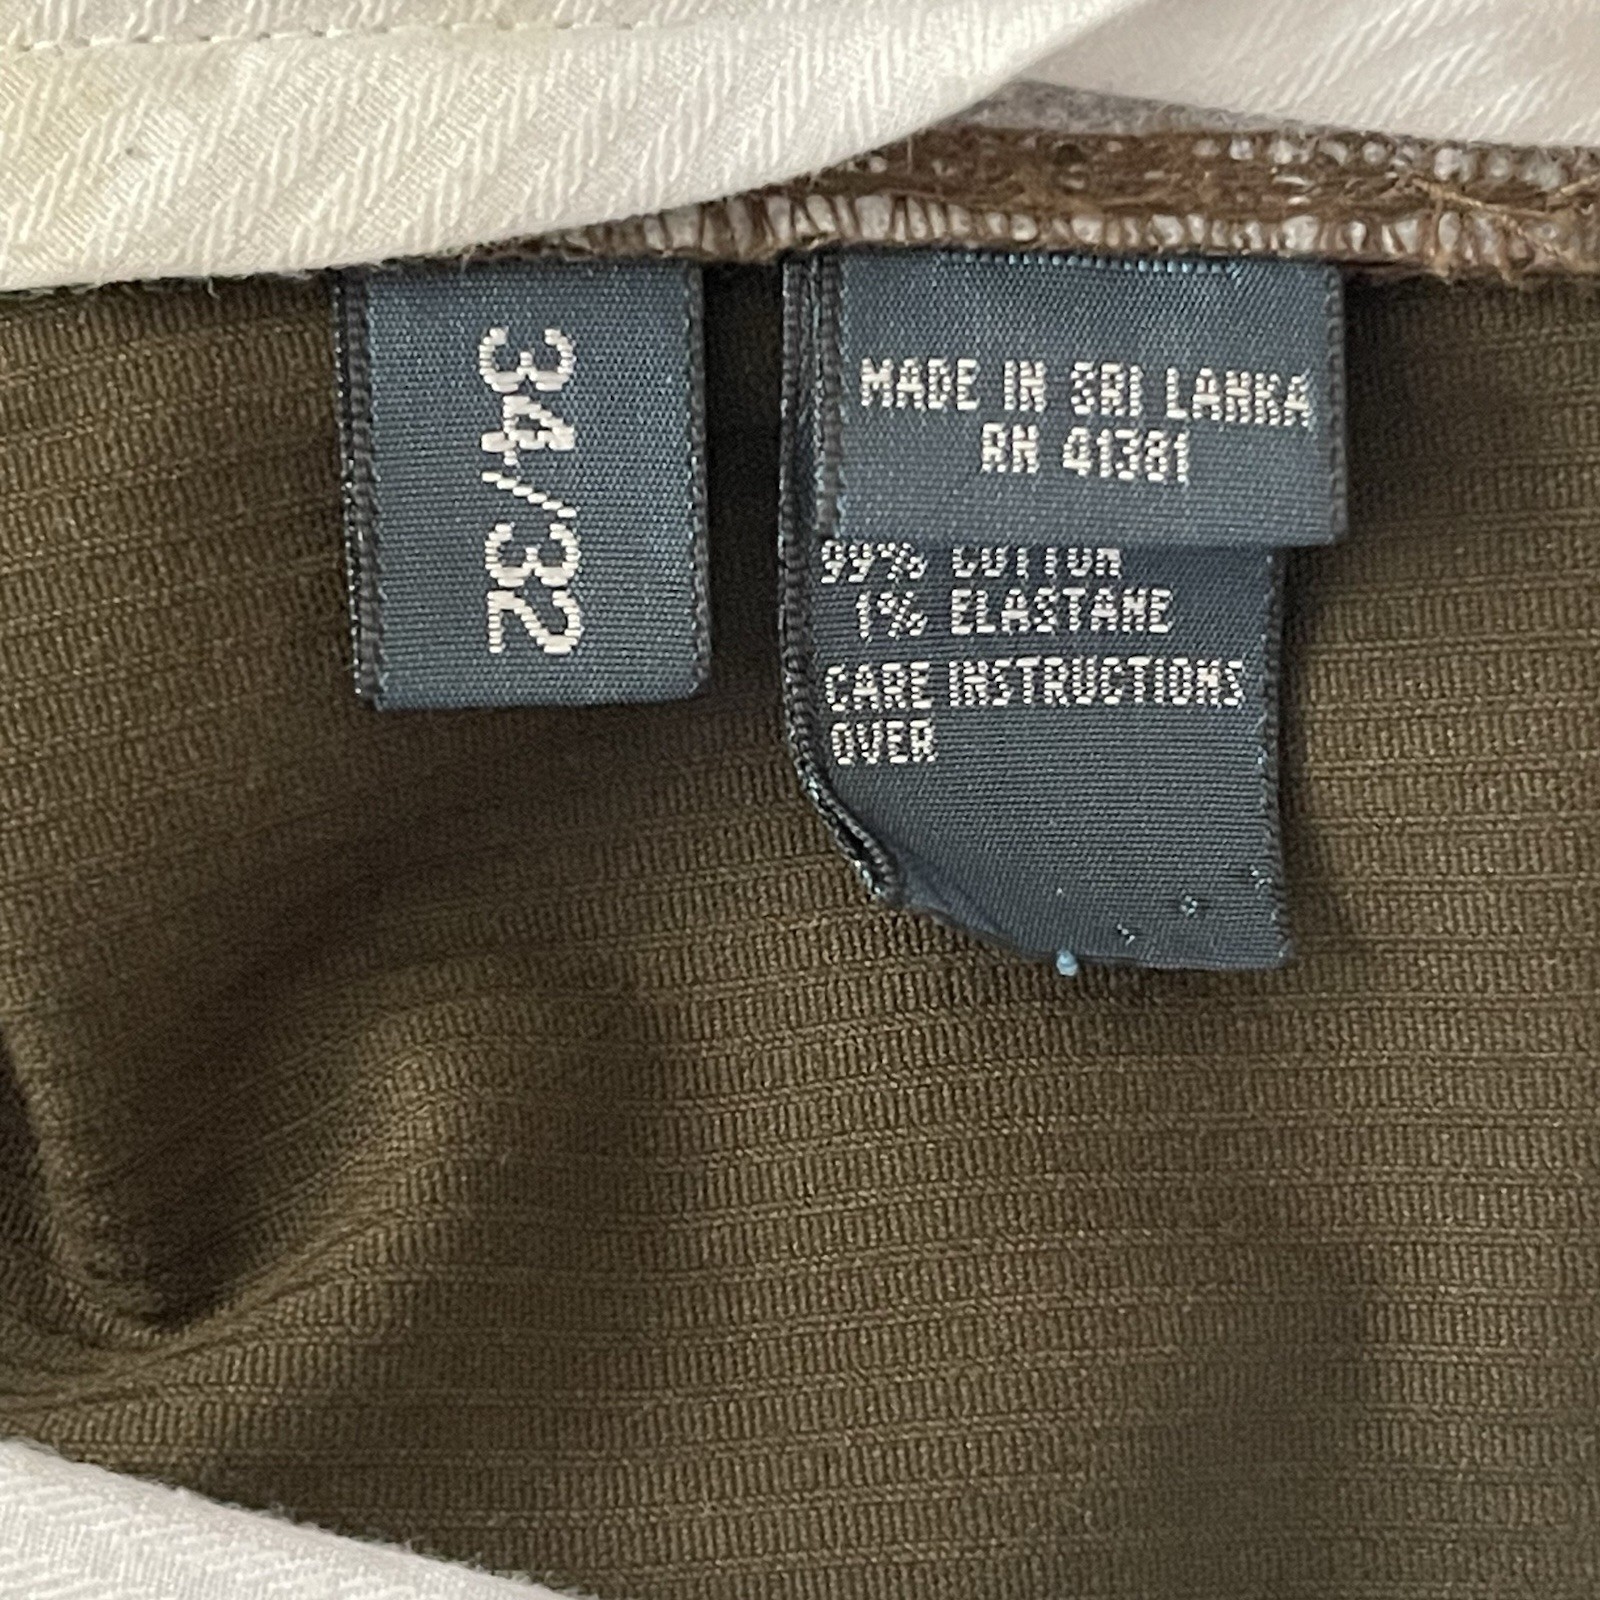 34/32
MADE IN SRI LANKA
RN 41381
99% COTTON
1% ELASTANE
CARE INSTRUCTIONS
OVER